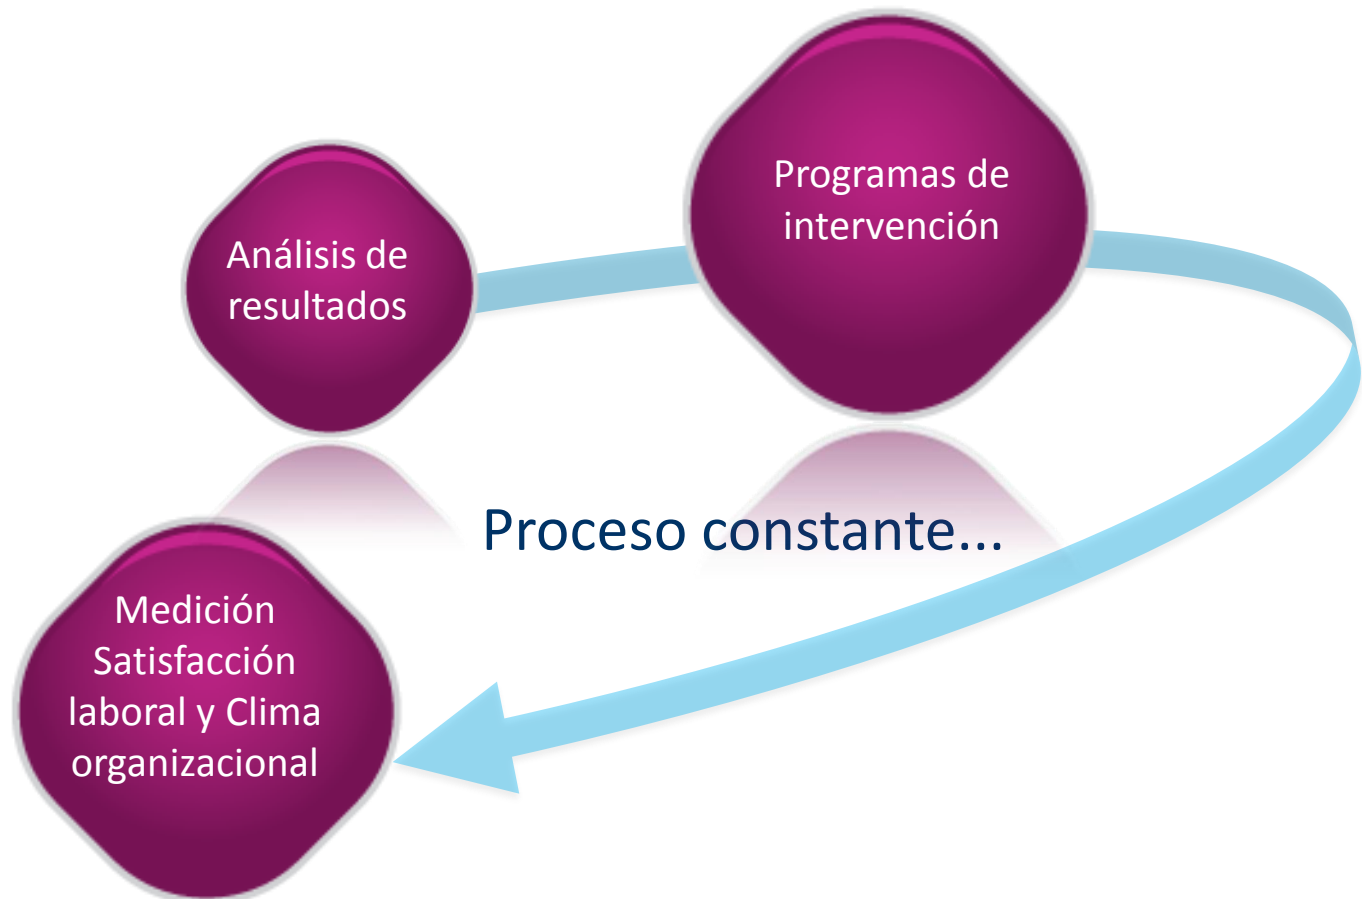 Programas de
intervención
Análisis de
resultados
Proceso constante...
Medición
Satisfacción
laboral y Clima
organizacional